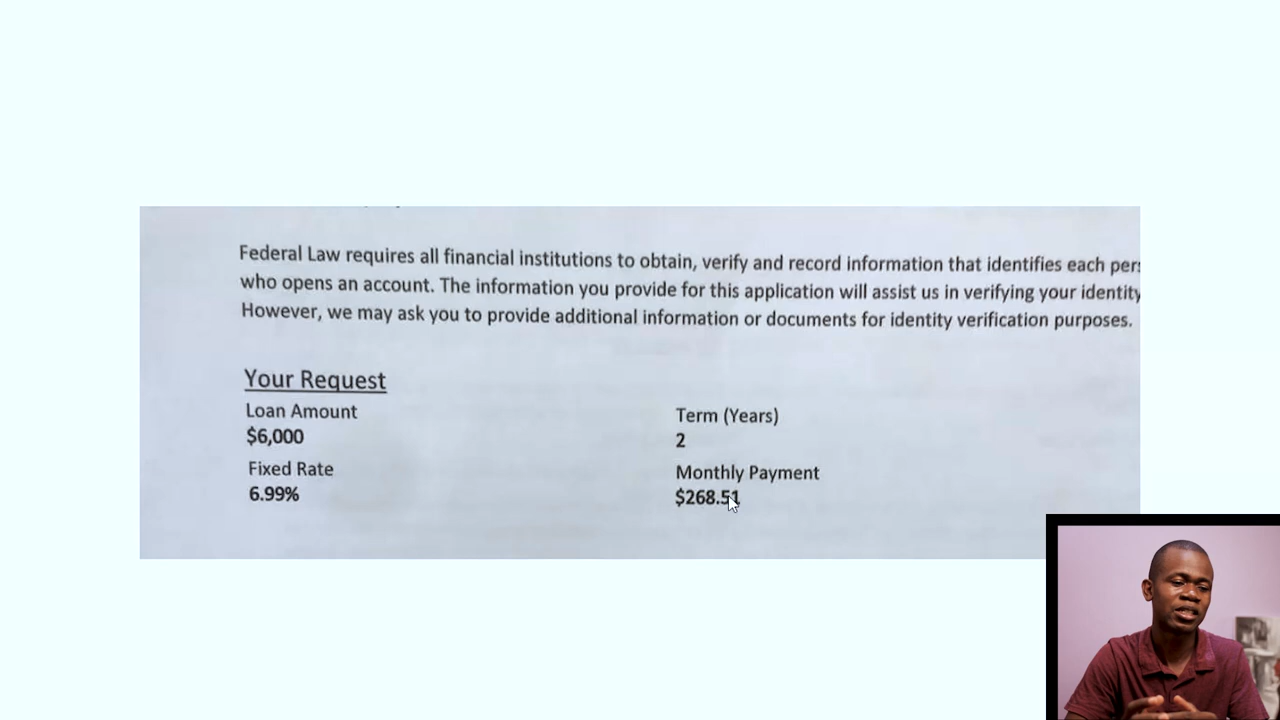 Federal Law requires all financial institutions to obtain, verify and record information that identifies each pers
who opens an account. The information you provide for this application will assist us in verifying your identity
However, we may ask you to provide additional information or documents for identity verification purposes.
Your Request
Loan Amount
$6,000
Term (Years)
2
Fixed Rate
6.99%
Monthly Payment
$268.51